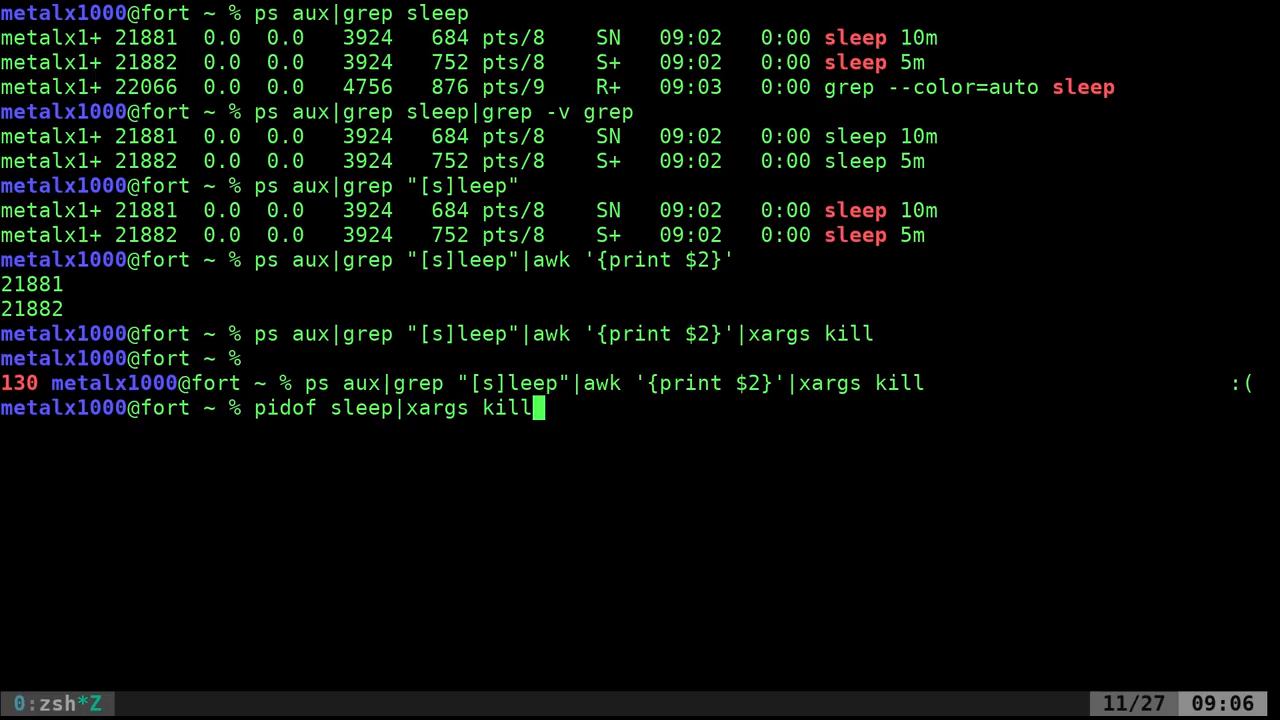 metalx1000@fort ~ % ps aux|grep sleep
metalx1+ 21881  0.0  0.0   3924   684 pts/8    SN   09:02   0:00 sleep 10m
metalx1+ 21882  0.0  0.0   3924   752 pts/8    S+   09:02   0:00 sleep 5m
metalx1+ 22066  0.0  0.0   4756   876 pts/9    R+   09:03   0:00 grep --color=auto sleep
metalx1000@fort ~ % ps aux|grep sleep|grep -v grep
metalx1+ 21881  0.0  0.0   3924   684 pts/8    SN   09:02   0:00 sleep 10m
metalx1+ 21882  0.0  0.0   3924   752 pts/8    S+   09:02   0:00 sleep 5m
metalx1000@fort ~ % ps aux|grep "[s]leep"
metalx1+ 21881  0.0  0.0   3924   684 pts/8    SN   09:02   0:00 sleep 10m
metalx1+ 21882  0.0  0.0   3924   752 pts/8    S+   09:02   0:00 sleep 5m
metalx1000@fort ~ % ps aux|grep "[s]leep"|awk '{print $2}'
21881
21882
metalx1000@fort ~ % ps aux|grep "[s]leep"|awk '{print $2}'|xargs kill
metalx1000@fort ~ %
130 metalx1000@fort ~ % ps aux|grep "[s]leep"|awk '{print $2}'|xargs kill                        :(
metalx1000@fort ~ % pidof sleep|xargs kill
0:zsh*Z 11/27 09:06